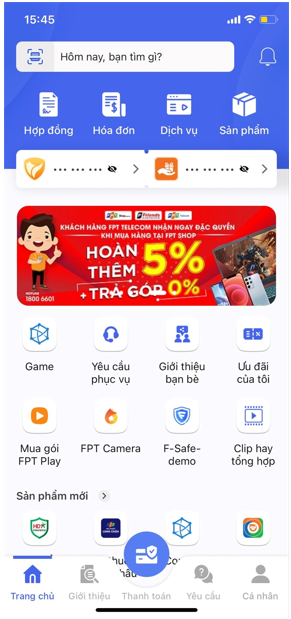 15:45
Hôm nay, bạn tìm gì?
Hợp đồng
Hóa đơn
Dịch vụ
Sản phẩm
KHÁCH HÀNG FPT TELECOM NHẬN NGAY ĐẶC QUYỀN
KHI MUA HÀNG TẠI FPT SHOP
HOÀN THÊM 5%
+ TRẢ GÓP 0%
HOTLINE
1800 6601
Game
Yêu cầu
phục vụ
Giới thiệu
bạn bè
Ưu đãi
của tôi
Mua gói
FPT Play
FPT Camera
F-Safe-
demo
Clip hay
tổng hợp
Sản phẩm mới
Trang chủ
Giới thiệu
Thanh toán
Yêu cầu
Cá nhân